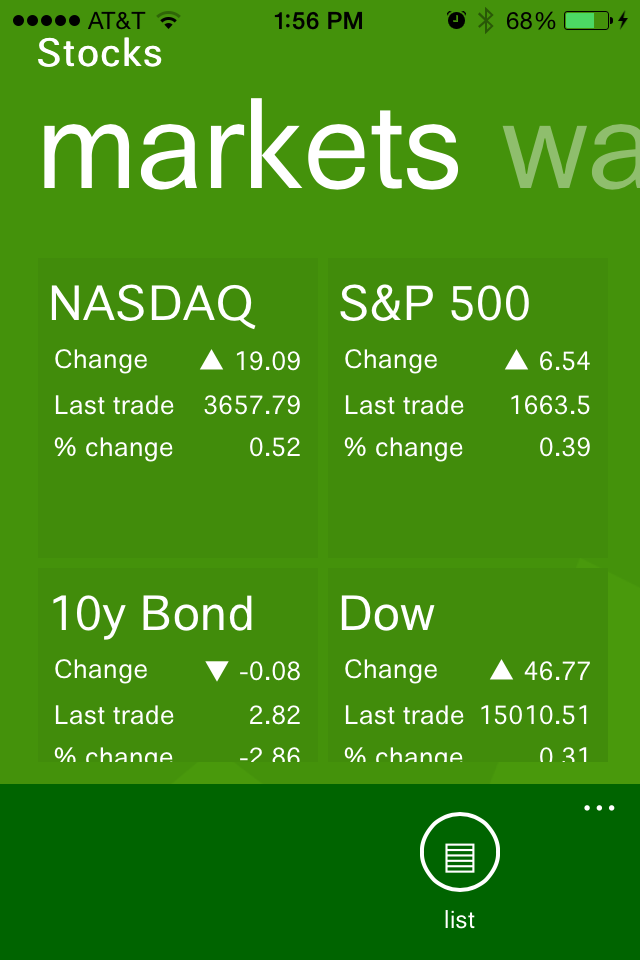 AT&T 1:56 PM 68%
Stocks
markets wa
NASDAQ
Change ▲ 19.09
Last trade 3657.79
% change 0.52
S&P 500
Change ▲ 6.54
Last trade 1663.5
% change 0.39
10y Bond
Change ▼ -0.08
Last trade 2.82
% change -2.86
Dow
Change ▲ 46.77
Last trade 15010.51
% change 0.31
...
list